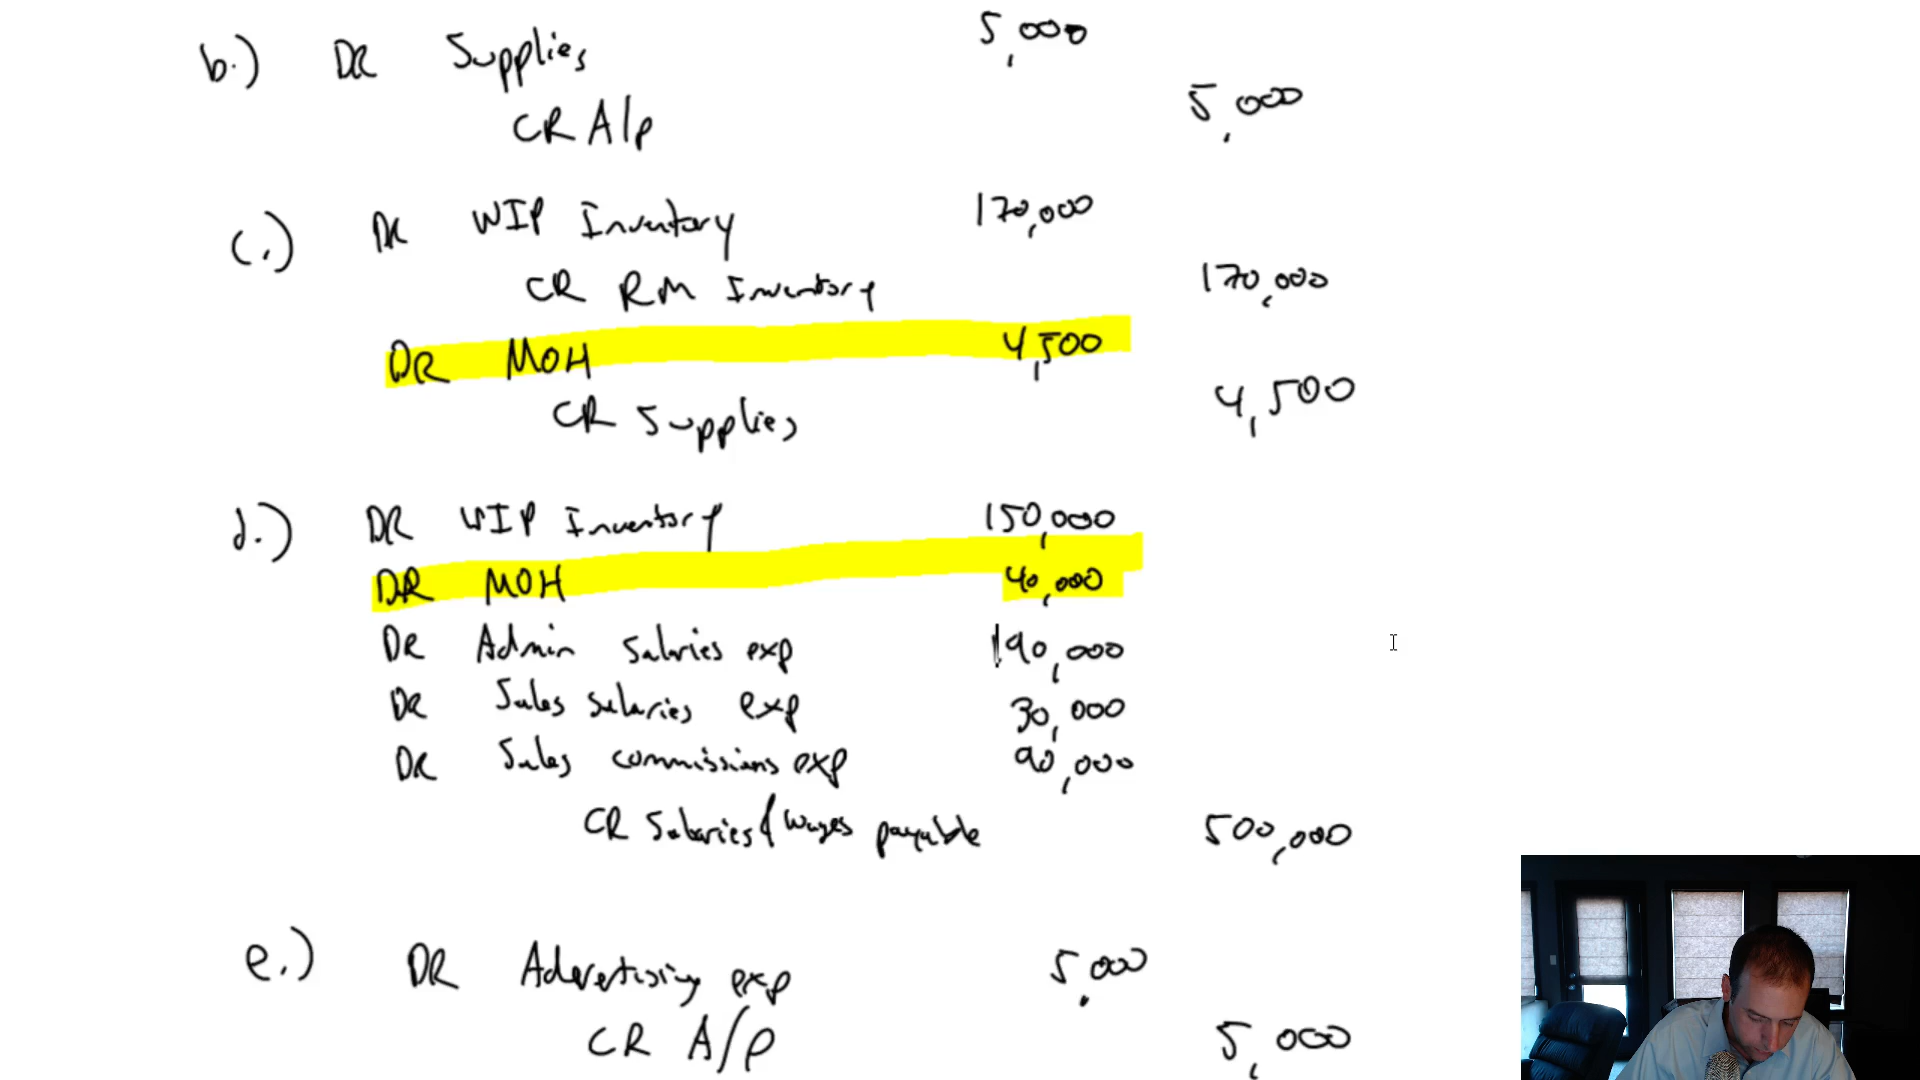 b.) DR Supplies 5,000
CR A/p 5,000
c.) DR WIP Inventory 170,000
CR RM Inventory 170,000
DR MOH 4,500
CR Supplies 4,500
d.) DR WIP Inventory 150,000
DR MOH 40,000
DR Admin Salaries exp 190,000
DR Sales salaries exp 30,000
DR Sales commissions exp 90,000
CR Salaries & Wages payable 500,000
e.) DR Advertising exp 5,000
CR A/p 5,000